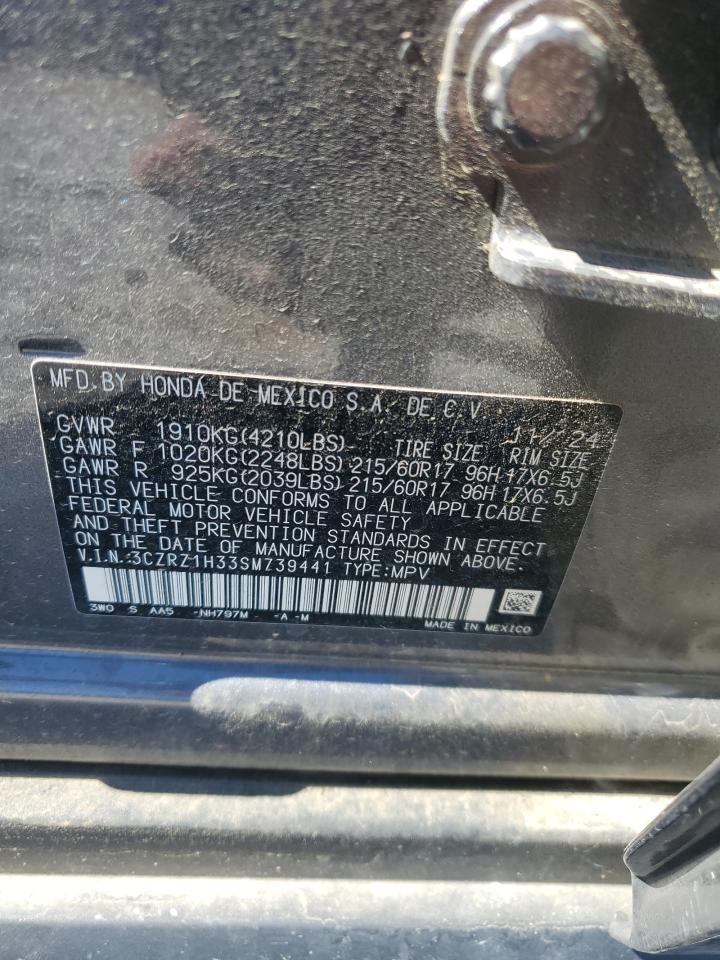 MFD. BY HONDA DE MEXICO S.A. DE C.V 11/ 24
GVWR 1910KG(4210LBS) TIRE SIZE RIM SIZE
GAWR F 1020KG(2248LBS) 215/60R17 96H 17X6.5J
GAWR R 925KG(2039LBS) 215/60R17 96H 17X6.5J
THIS VEHICLE CONFORMS TO ALL APPLICABLE
FEDERAL MOTOR VEHICLE SAFETY
AND THEFT PREVENTION STANDARDS IN EFFECT
ON THE DATE OF MANUFACTURE SHOWN ABOVE.
V.I.N.:3CZRZ1H33SMZ39441 TYPE:MPV
3W0 S AA5 -NH797M -A -M
MADE IN MEXICO